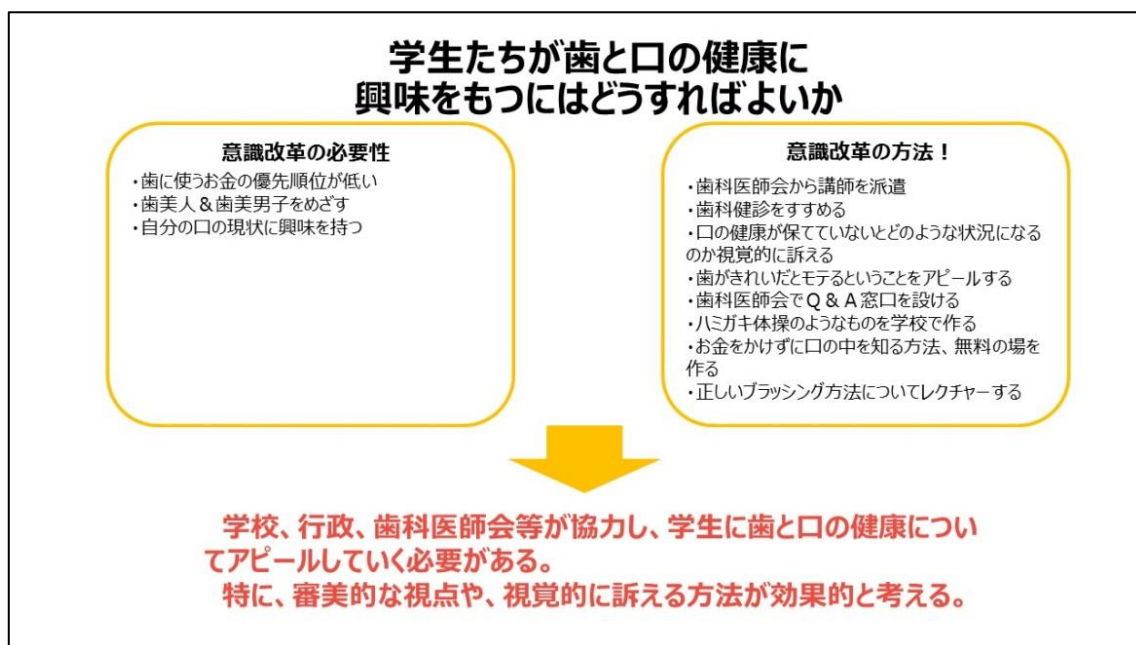 学生たちが歯と口の健康に
興味をもつにはどうすればよいか
意識改革の必要性
・歯に使うお金の優先順位が低い
・歯美人＆歯美男子をめざす
・自分の口の現状に興味を持つ
意識改革の方法！
・歯科医師会から講師を派遣
・歯科健診をすすめる
・口の健康が保てていないとどのような状況になる
のか視覚的に訴える
・歯がきれいだとモテるということをアピールする
・歯科医師会でＱ＆Ａ窓口を設ける
・ハミガキ体操のようなものを学校で作る
・お金をかけずに口の中を知る方法、無料の場を
作る
・正しいブラッシング方法についてレクチャーする
学校、行政、歯科医師会等が協力し、学生に歯と口の健康につい
てアピールしていく必要がある。
特に、審美的な視点や、視覚的に訴える方法が効果的と考える。